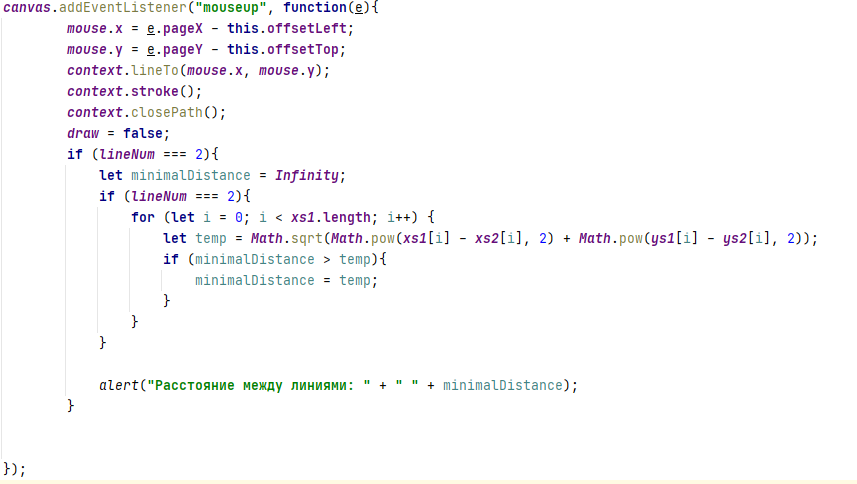 canvas.addEventListener("mouseup", function(e){
mouse.x = e.pageX - this.offsetLeft;
mouse.y = e.pageY - this.offsetTop;
context.lineTo(mouse.x, mouse.y);
context.stroke();
context.closePath();
draw = false;
if (lineNum === 2){
let minimalDistance = Infinity;
if (lineNum === 2){
for (let i = 0; i < xs1.length; i++) {
let temp = Math.sqrt(Math.pow(xs1[i] - xs2[i], 2) + Math.pow(ys1[i] - ys2[i], 2));
if (minimalDistance > temp){
minimalDistance = temp;
}
}
}
alert("Расстояние между линиями: " + " " + minimalDistance);
}
});